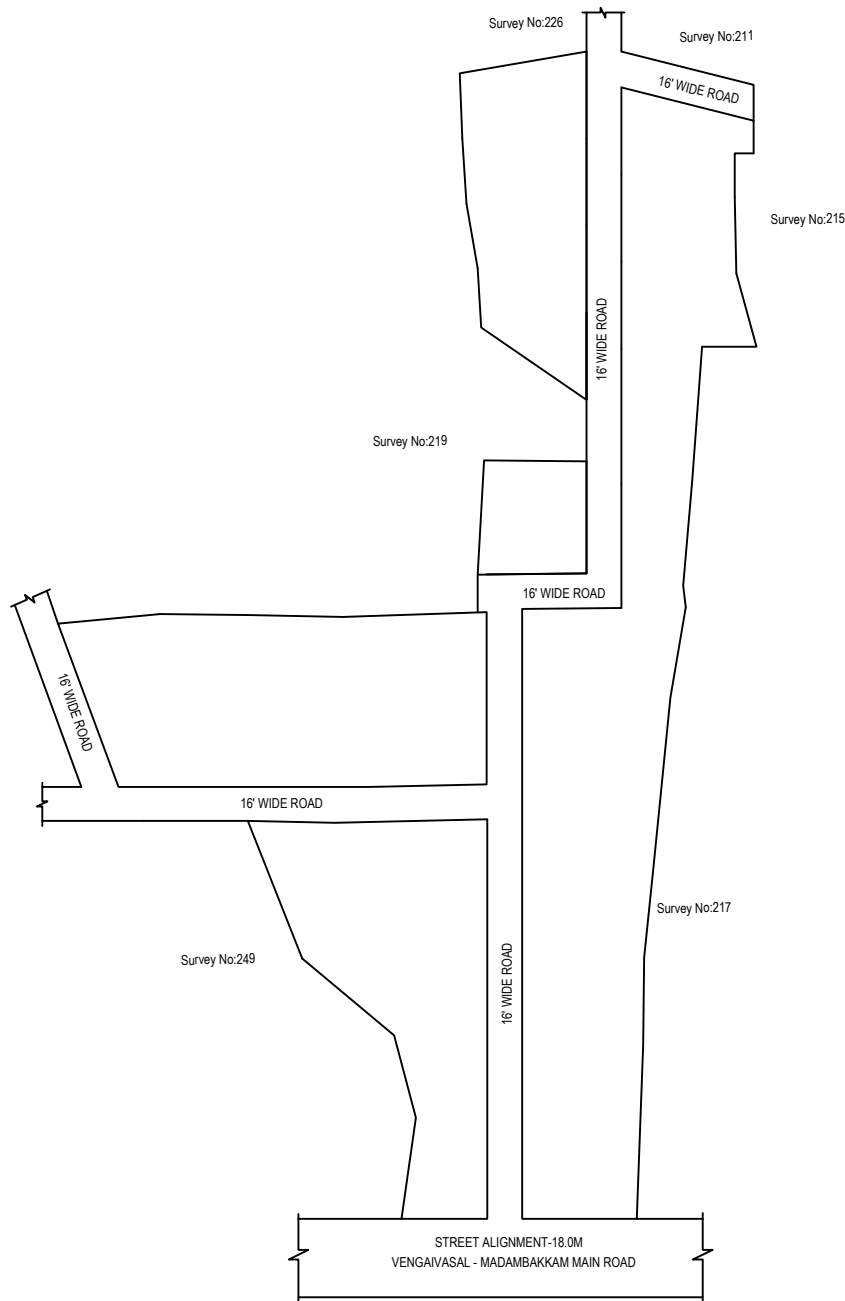 Survey No:226
Survey No:211
16' WIDE ROAD
Survey No:215
16' WIDE ROAD
Survey No:219
16' WIDE ROAD
16' WIDE ROAD
16' WIDE ROAD
Survey No:217
Survey No:249
16' WIDE ROAD
STREET ALIGNMENT-18.0M
VENGAIVASAL - MADAMBAKKAM MAIN ROAD